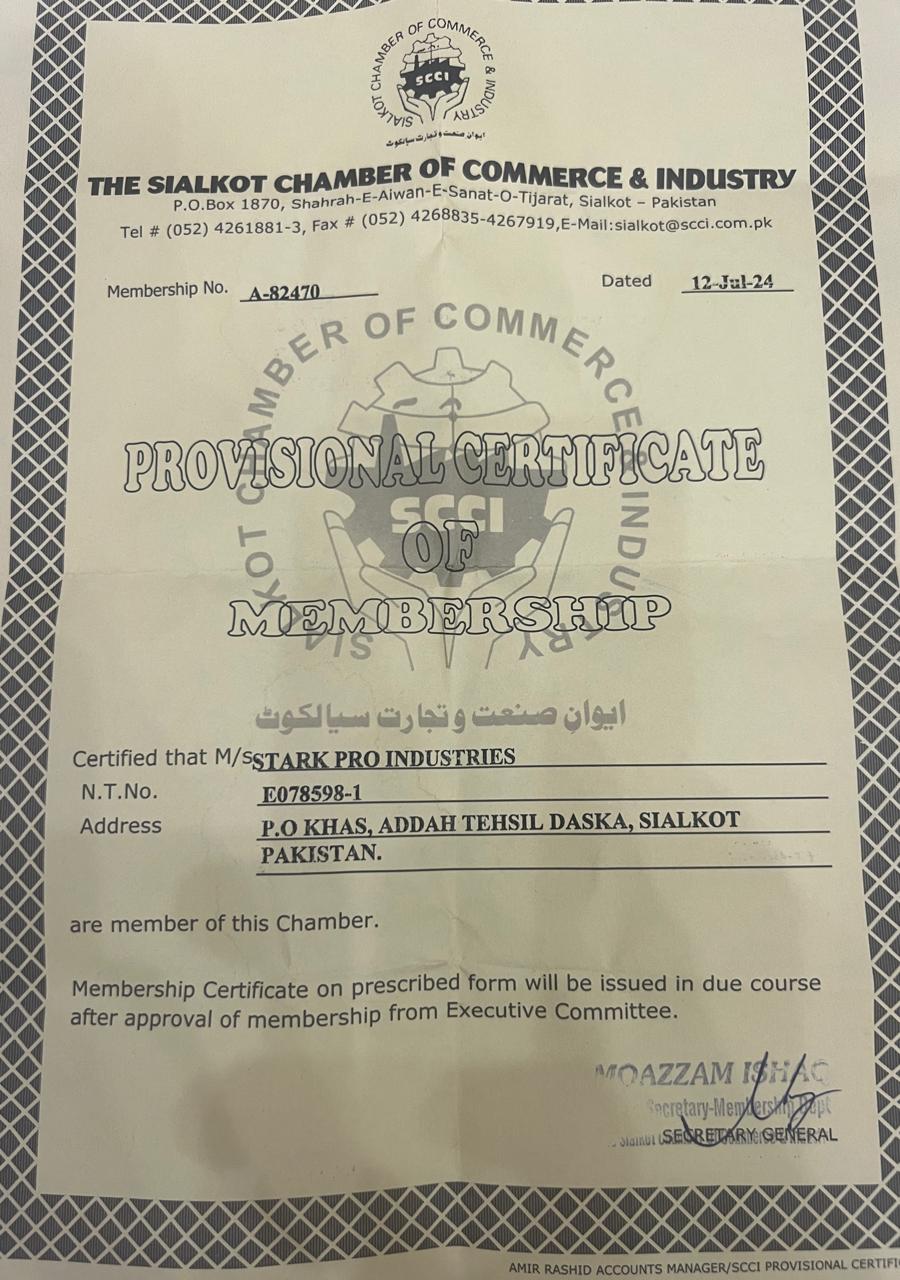 SIALKOT CHAMBER OF COMMERCE & INDUSTRY
SCCI
ایوانِ صنعت و تجارت سیالکوٹ
THE SIALKOT CHAMBER OF COMMERCE & INDUSTRY
P.O.Box 1870, Shahrah-E-Aiwan-E-Sanat-O-Tijarat, Sialkot – Pakistan
Tel # (052) 4261881-3, Fax # (052) 4268835-4267919,E-Mail:sialkot@scci.com.pk
Membership No. A-82470 Dated 12-Jul-24
SIALKOT CHAMBER OF COMMERCE INDUSTRY
PROVISIONAL CERTIFICATE
SCCI
OF
MEMBERSHIP
ایوانِ صنعت و تجارت سیالکوٹ
Certified that M/s STARK PRO INDUSTRIES
N.T.No. E078598-1
Address P.O KHAS, ADDAH TEHSIL DASKA, SIALKOT
PAKISTAN.
are member of this Chamber.
Membership Certificate on prescribed form will be issued in due course
after approval of membership from Executive Committee.
MOAZZAM ISHAQ
Secretary-Membership Dept
SECRETARY GENERAL
AMIR RASHID ACCOUNTS MANAGER/SCCI PROVISIONAL